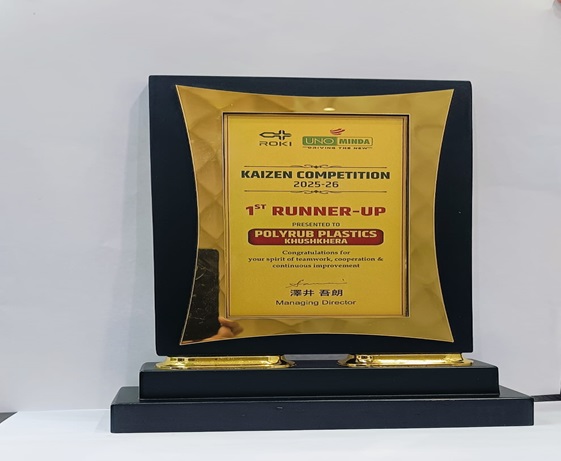 ROKI
UNO MINDA
DRIVING THE NEW
KAIZEN COMPETITION
2025-26
1ST RUNNER-UP
PRESENTED TO
POLYRUB PLASTICS
KHUSHKHERA
Congratulations for
your spirit of teamwork, cooperation &
continuous improvement
澤井 吾朗
Managing Director